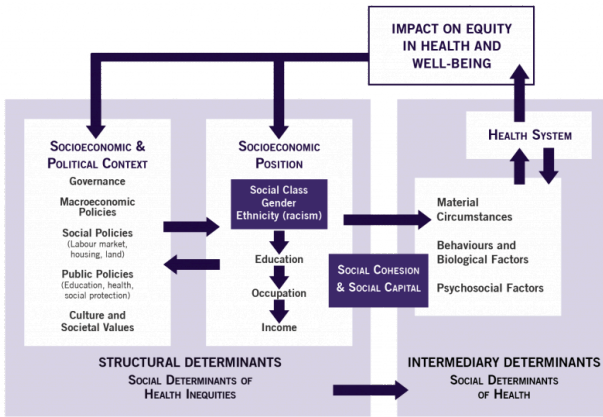 IMPACT ON EQUITY
IN HEALTH AND
WELL-BEING
SOCIOECONOMIC &
POLITICAL CONTEXT
Governance
Macroeconomic
Policies
Social Policies
(Labour market,
housing, land)
Public Policies
(Education, health,
social protection)
Culture and
Societal Values
SOCIOECONOMIC
POSITION
Social Class
Gender
Ethnicity (racism)
Education
Occupation
Income
SOCIAL COHESION
& SOCIAL CAPITAL
HEALTH SYSTEM
Material
Circumstances
Behaviours and
Biological Factors
Psychosocial Factors
STRUCTURAL DETERMINANTS
SOCIAL DETERMINANTS OF
HEALTH INEQUITIES
INTERMEDIARY DETERMINANTS
SOCIAL DETERMINANTS
OF HEALTH